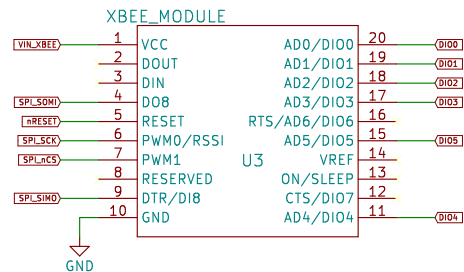 XBEE_MODULE
VIN_XBEE 1 VCC AD0/DIO0 20 DIO0
2 DOUT AD1/DIO1 19 DIO1
3 DIN AD2/DIO2 18 DIO2
SPI_SOMI 4 DO8 AD3/DIO3 17 DIO3
nRESET 5 RESET RTS/AD6/DIO6 16
SPI_SCK 6 PWM0/RSSI AD5/DIO5 15 DIO5
SPI_nCS 7 PWM1 U3 VREF 14
8 RESERVED ON/SLEEP 13
SPI_SIMO 9 DTR/DI8 CTS/DIO7 12
10 GND AD4/DIO4 11 DIO4
GND